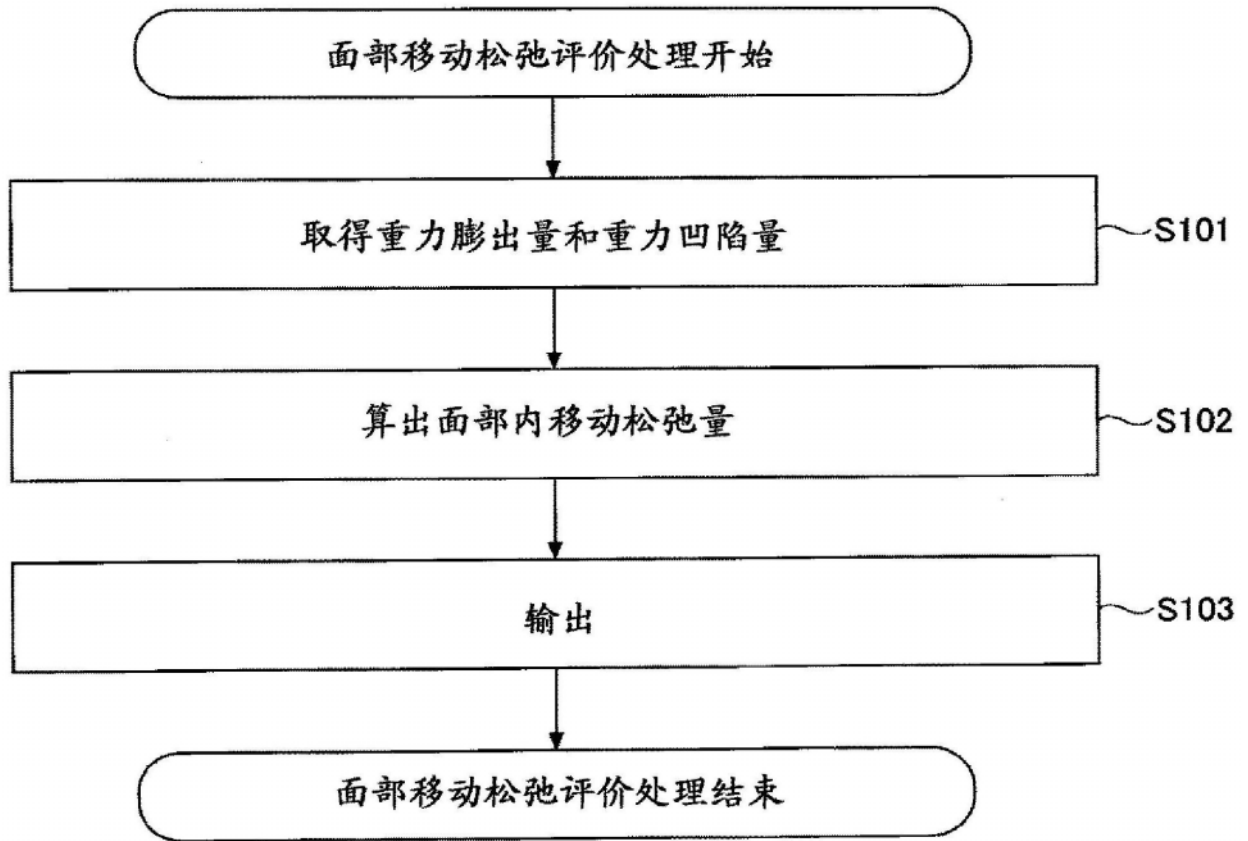 面部移动松弛评价处理开始
取得重力膨出量和重力凹陷量
S101
算出面部内移动松弛量
S102
输出
S103
面部移动松弛评价处理结束